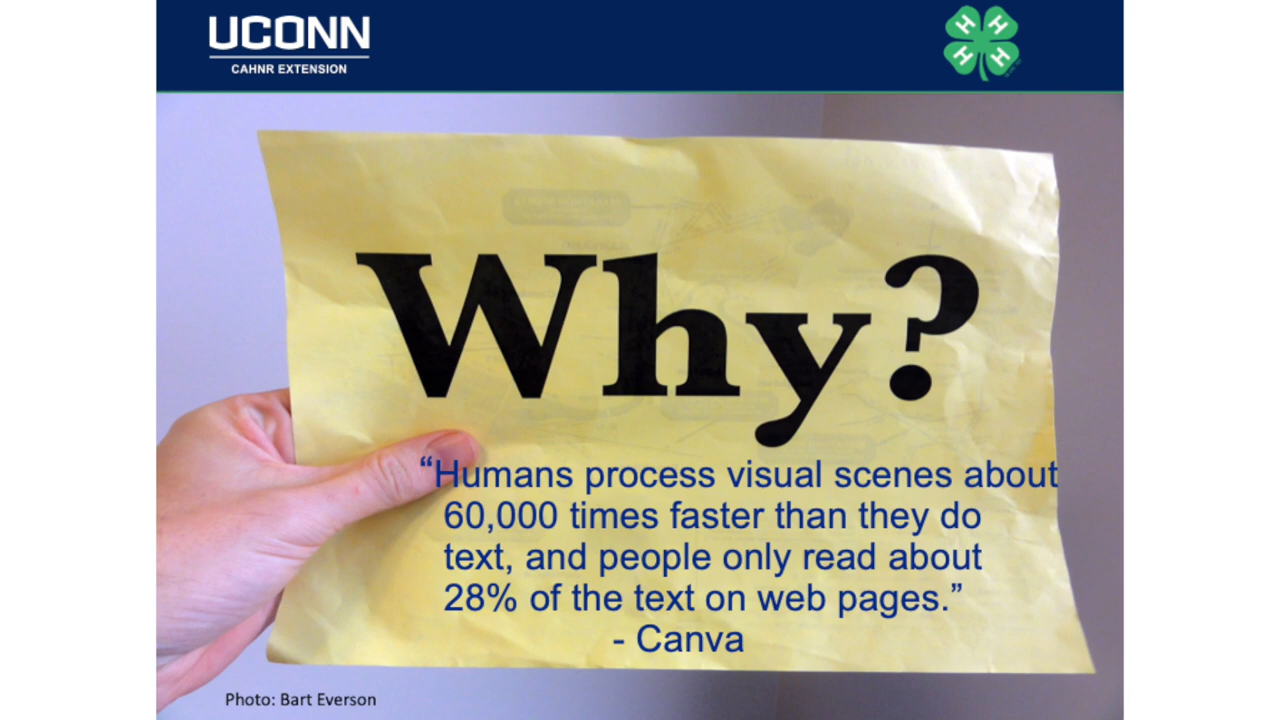 UCONN
CAHNR EXTENSION
H H
H H
Why?
“Humans process visual scenes about
60,000 times faster than they do
text, and people only read about
28% of the text on web pages.”
- Canva
Photo: Bart Everson